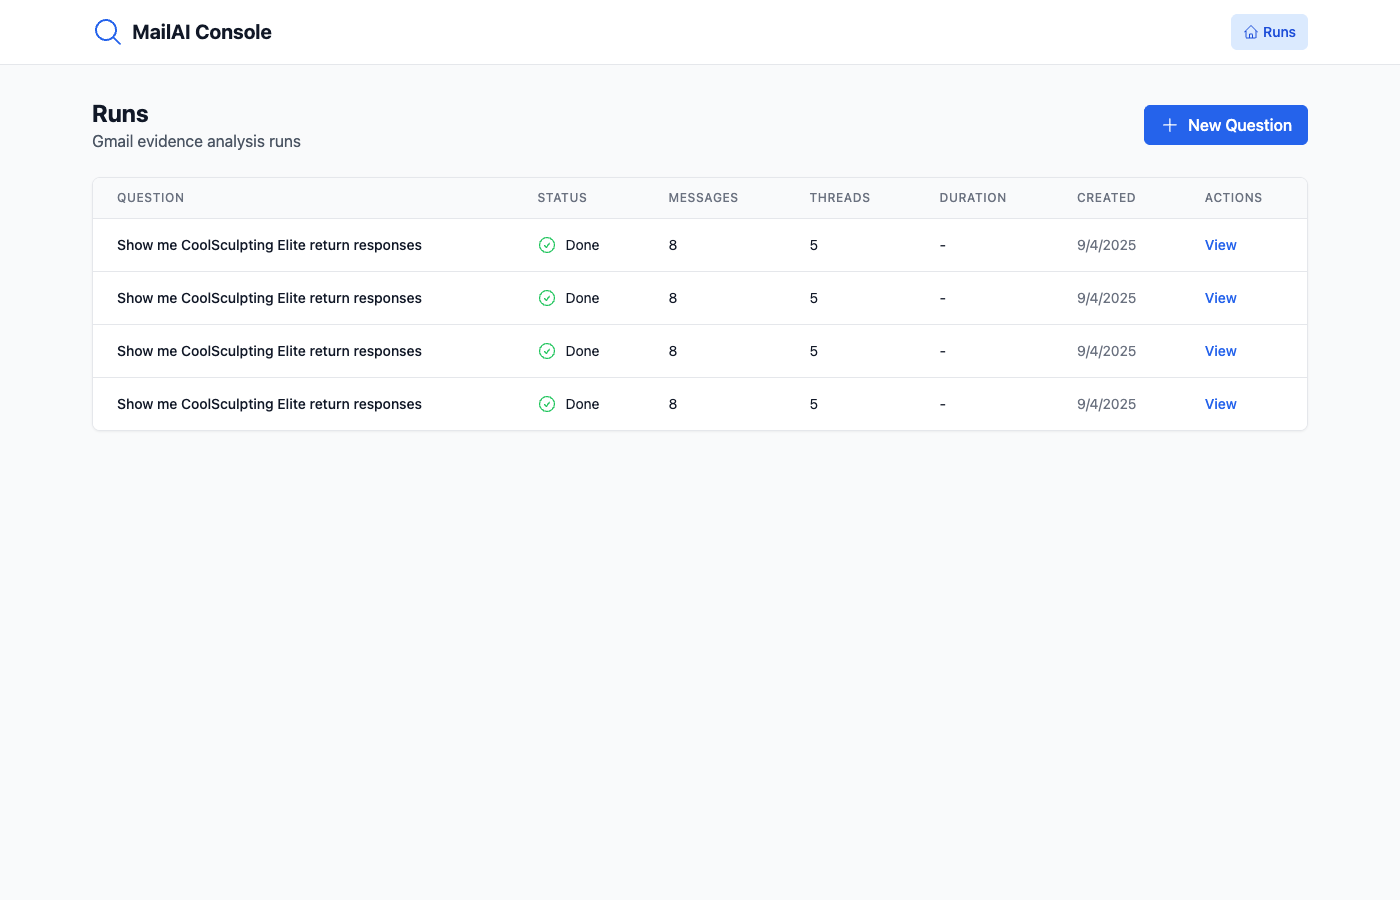 MailAI Console
Runs
Runs
Gmail evidence analysis runs
New Question
QUESTION STATUS MESSAGES THREADS DURATION CREATED ACTIONS
Show me CoolSculpting Elite return responses Done 8 5 - 9/4/2025 View
Show me CoolSculpting Elite return responses Done 8 5 - 9/4/2025 View
Show me CoolSculpting Elite return responses Done 8 5 - 9/4/2025 View
Show me CoolSculpting Elite return responses Done 8 5 - 9/4/2025 View